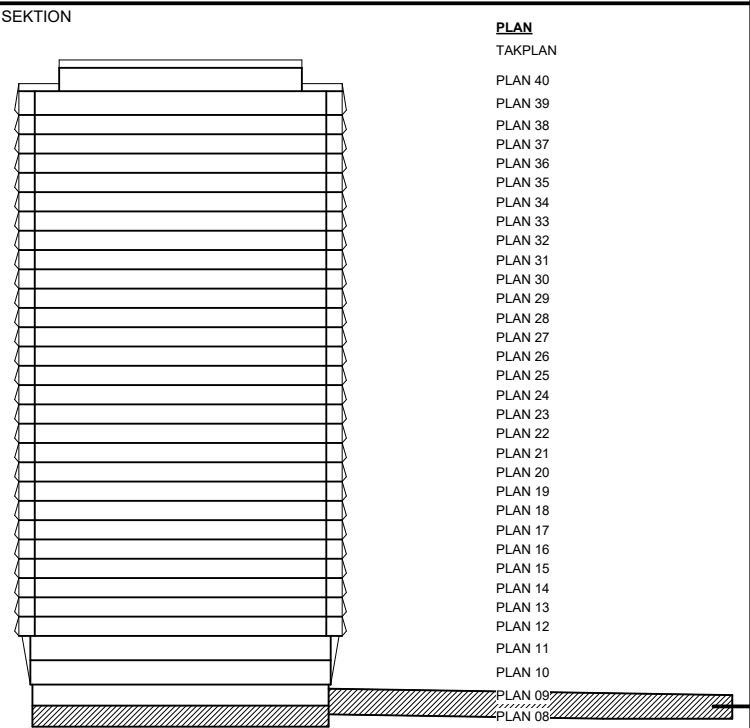 SEKTION
PLAN
TAKPLAN
PLAN 40
PLAN 39
PLAN 38
PLAN 37
PLAN 36
PLAN 35
PLAN 34
PLAN 33
PLAN 32
PLAN 31
PLAN 30
PLAN 29
PLAN 28
PLAN 27
PLAN 26
PLAN 25
PLAN 24
PLAN 23
PLAN 22
PLAN 21
PLAN 20
PLAN 19
PLAN 18
PLAN 17
PLAN 16
PLAN 15
PLAN 14
PLAN 13
PLAN 12
PLAN 11
PLAN 10
PLAN 09
PLAN 08